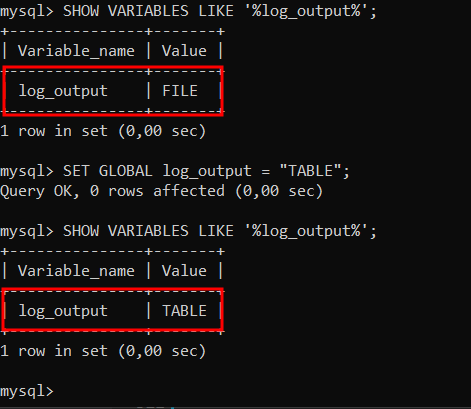 mysql> SHOW VARIABLES LIKE '%log_output%';
+---------------+-------+
| Variable_name | Value |
+---------------+-------+
| log_output    | FILE  |
+---------------+-------+
1 row in set (0,00 sec)
mysql> SET GLOBAL log_output = "TABLE";
Query OK, 0 rows affected (0,00 sec)
mysql> SHOW VARIABLES LIKE '%log_output%';
+---------------+-------+
| Variable_name | Value |
+---------------+-------+
| log_output    | TABLE |
+---------------+-------+
1 row in set (0,00 sec)
mysql>